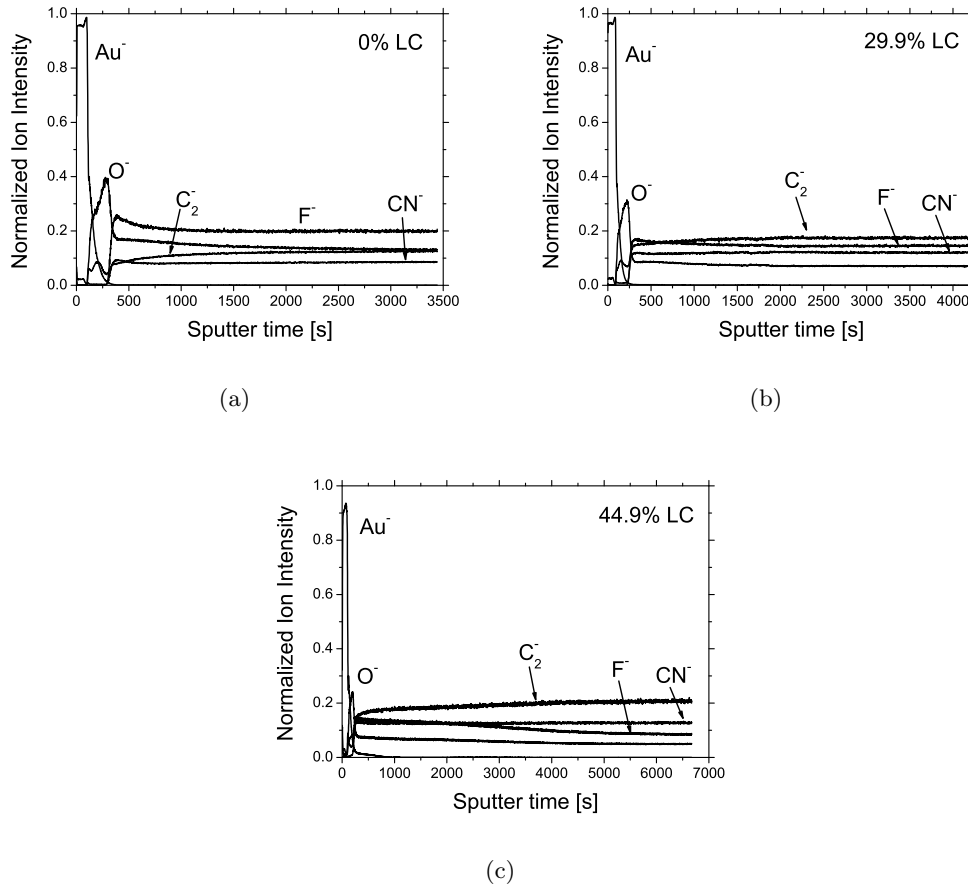 1.0
0.8
0.6
0.4
0.2
0.0
Normalized Ion Intensity
0% LC
Au⁻
O⁻
C₂⁻
F⁻
CN⁻
0 500 1000 1500 2000 2500 3000 3500
Sputter time [s]
(a)
1.0
0.8
0.6
0.4
0.2
0.0
Normalized Ion Intensity
29.9% LC
Au⁻
O⁻
C₂⁻
F⁻
CN⁻
0 500 1000 1500 2000 2500 3000 3500 4000
Sputter time [s]
(b)
1.0
0.8
0.6
0.4
0.2
0.0
Normalized Ion Intensity
44.9% LC
Au⁻
O⁻
C₂⁻
F⁻
CN⁻
0 1000 2000 3000 4000 5000 6000 7000
Sputter time [s]
(c)